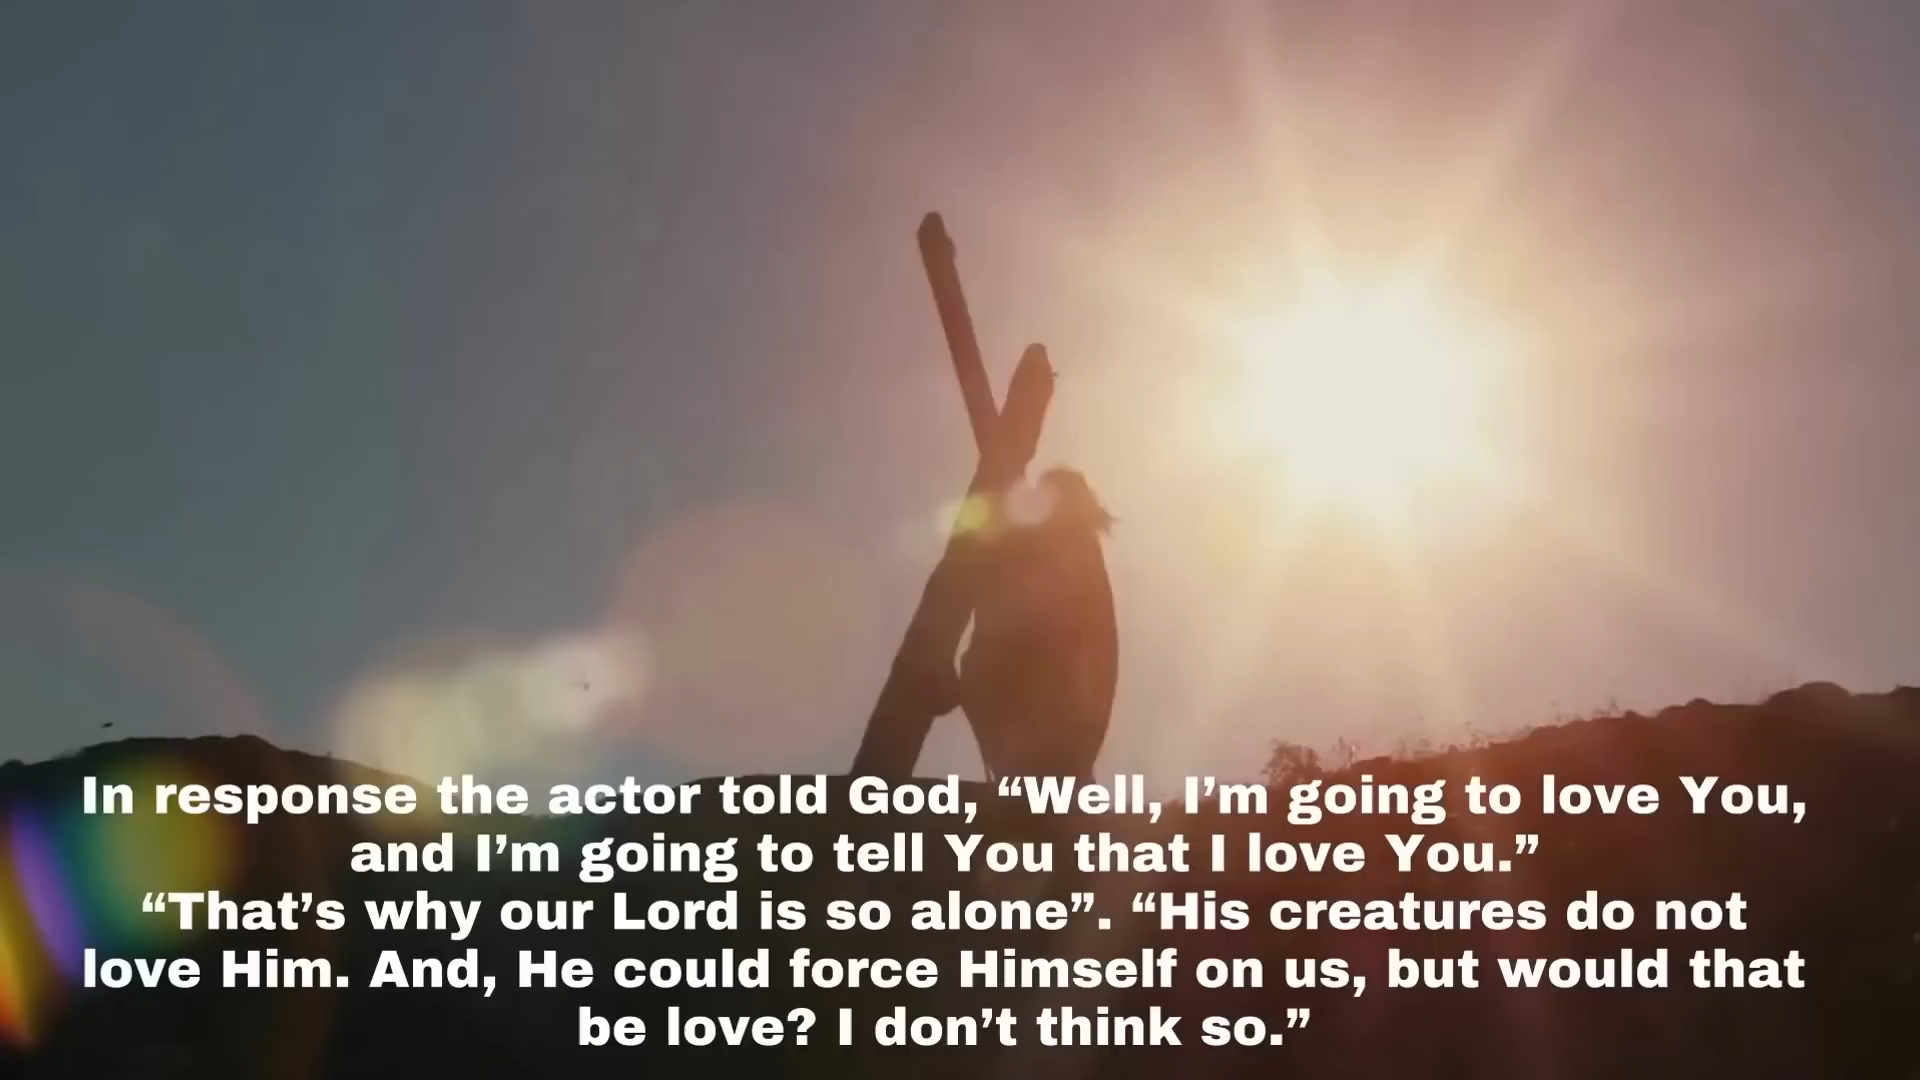 In response the actor told God, “Well, I’m going to love You,
and I’m going to tell You that I love You.”
“That’s why our Lord is so alone”. “His creatures do not
love Him. And, He could force Himself on us, but would that
be love? I don’t think so.”